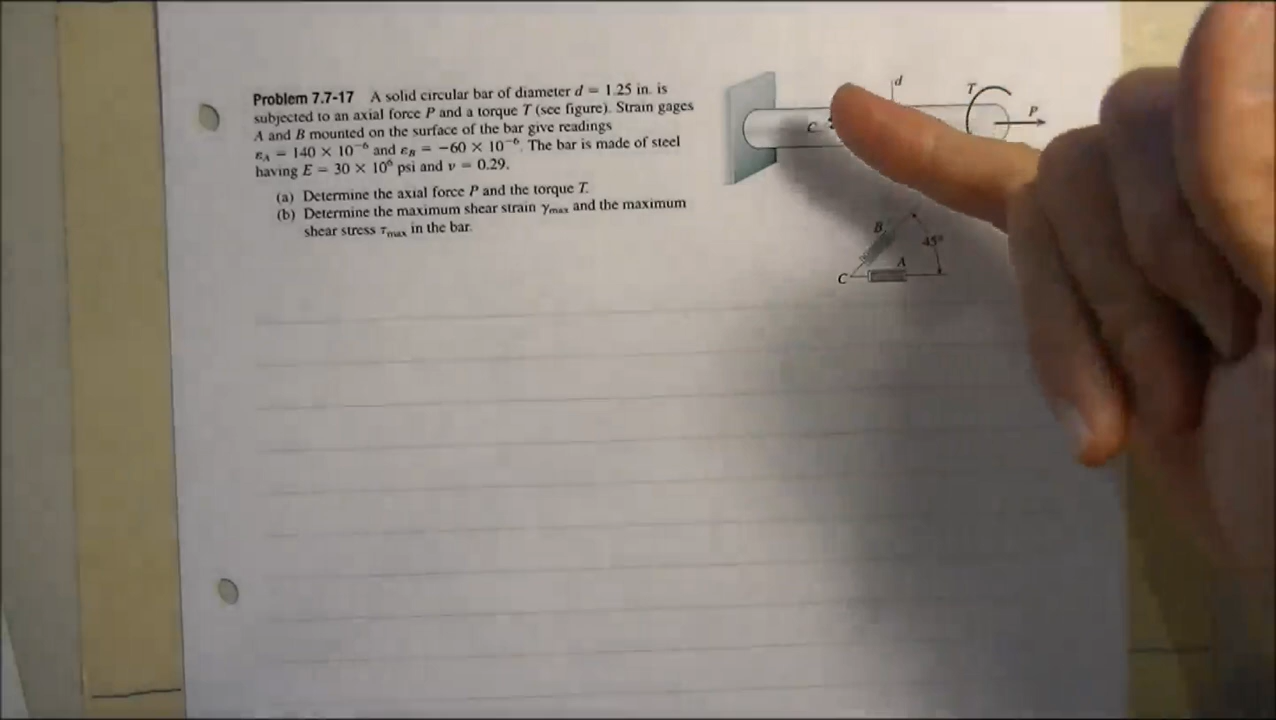 Problem 7.7-17 A solid circular bar of diameter d = 1.25 in. is
subjected to an axial force P and a torque T (see figure). Strain gages
A and B mounted on the surface of the bar give readings
εA = 140 × 10⁻⁶ and εB = −60 × 10⁻⁶. The bar is made of steel
having E = 30 × 10⁶ psi and ν = 0.29.
(a) Determine the axial force P and the torque T.
(b) Determine the maximum shear strain γmax and the maximum
shear stress τmax in the bar.
d
T
P
C
B
45°
A
C